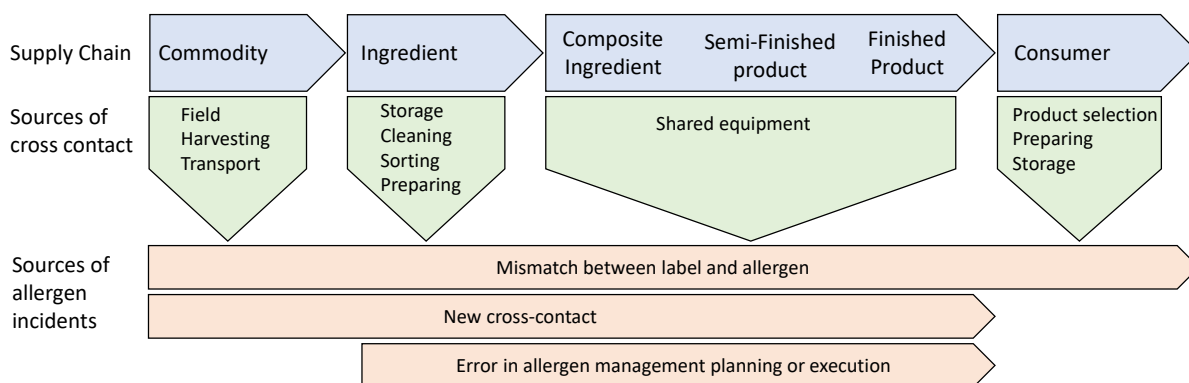 Supply Chain
Commodity
Ingredient
Composite
Ingredient
Semi-Finished
product
Finished
Product
Consumer
Sources of
cross contact
Field
Harvesting
Transport
Storage
Cleaning
Sorting
Preparing
Shared equipment
Product selection
Preparing
Storage
Sources of
allergen
incidents
Mismatch between label and allergen
New cross-contact
Error in allergen management planning or execution